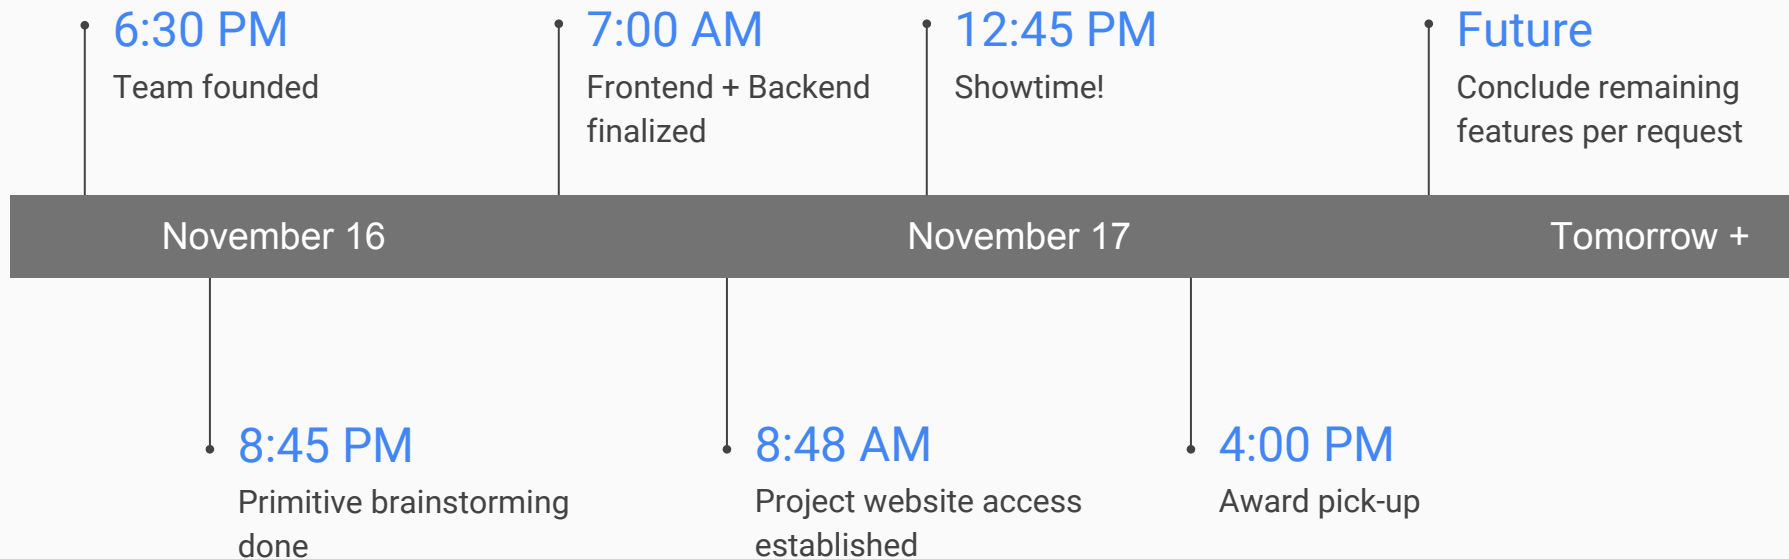 6:30 PM
Team founded
7:00 AM
Frontend + Backend
finalized
12:45 PM
Showtime!
Future
Conclude remaining
features per request
November 16
November 17
Tomorrow +
8:45 PM
Primitive brainstorming
done
8:48 AM
Project website access
established
4:00 PM
Award pick-up